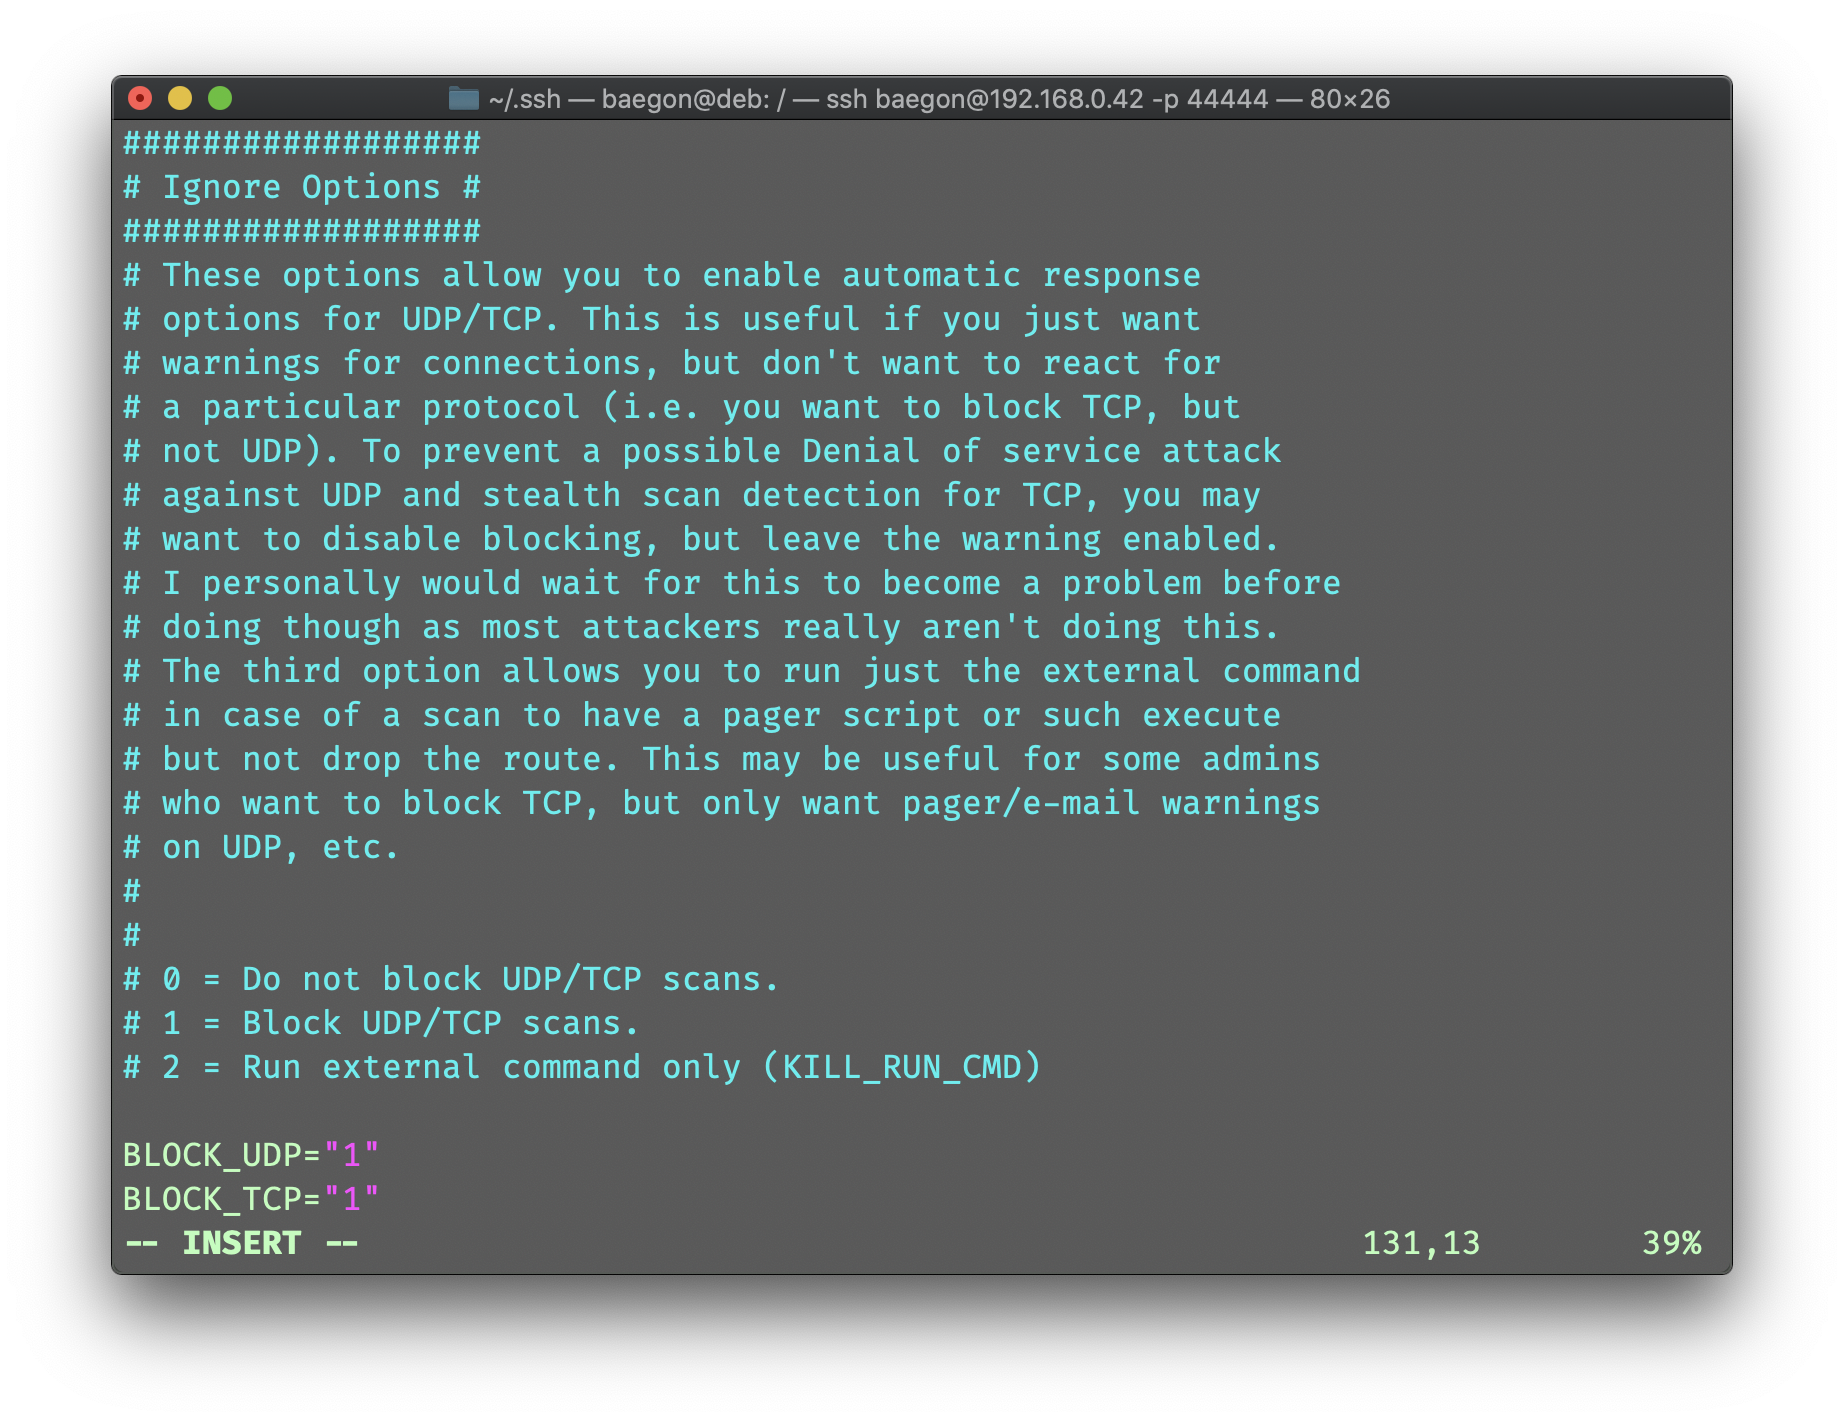 ~/.ssh — baegon@deb: / — ssh baegon@192.168.0.42 -p 44444 — 80×26
##################
# Ignore Options #
##################
# These options allow you to enable automatic response
# options for UDP/TCP. This is useful if you just want
# warnings for connections, but don't want to react for
# a particular protocol (i.e. you want to block TCP, but
# not UDP). To prevent a possible Denial of service attack
# against UDP and stealth scan detection for TCP, you may
# want to disable blocking, but leave the warning enabled.
# I personally would wait for this to become a problem before
# doing though as most attackers really aren't doing this.
# The third option allows you to run just the external command
# in case of a scan to have a pager script or such execute
# but not drop the route. This may be useful for some admins
# who want to block TCP, but only want pager/e-mail warnings
# on UDP, etc.
#
#
# 0 = Do not block UDP/TCP scans.
# 1 = Block UDP/TCP scans.
# 2 = Run external command only (KILL_RUN_CMD)

BLOCK_UDP="1"
BLOCK_TCP="1"
-- INSERT -- 131,13 39%